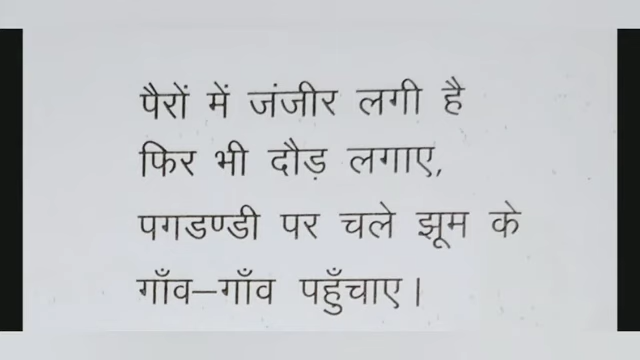 पैरों में जंजीर लगी है
फिर भी दौड़ लगाए,
पगडण्डी पर चले झूम के
गाँव–गाँव पहुँचाए।